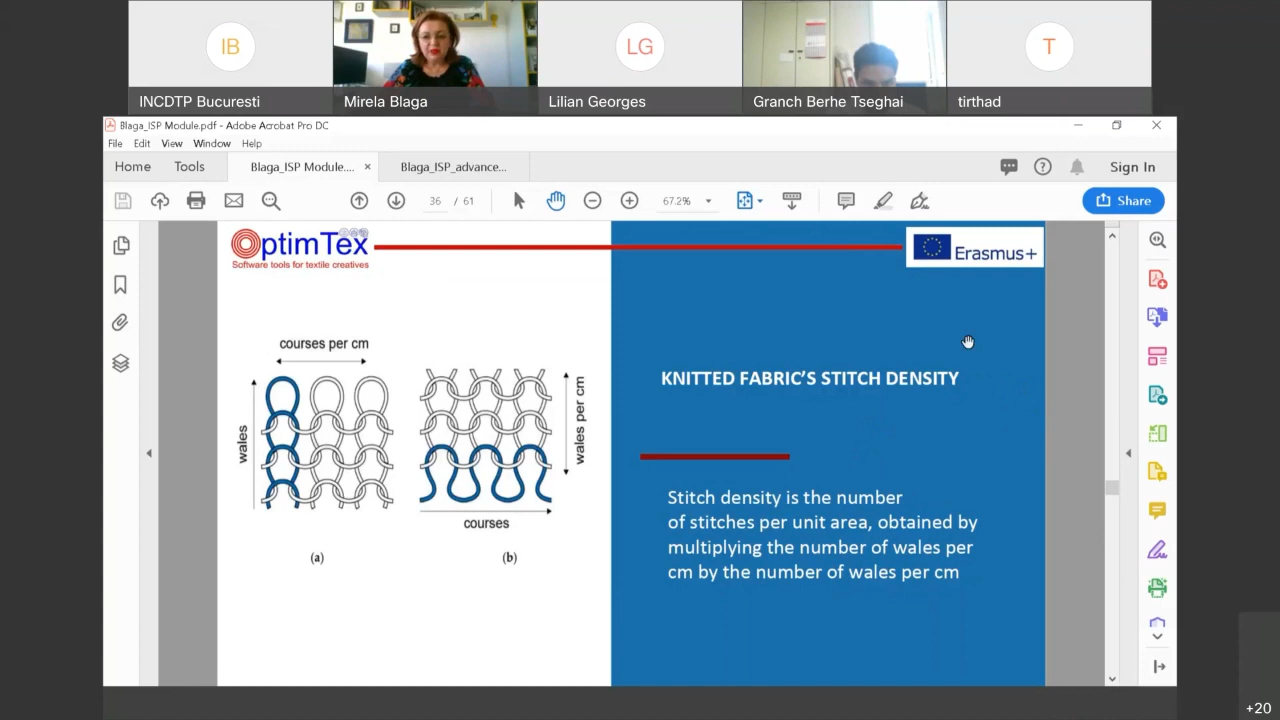 IB
LG
T
INCDTP Bucuresti
Mirela Blaga
Lilian Georges
Granch Berhe Tseghai
tirthad
Blaga_ISP Module.pdf - Adobe Acrobat Pro DC
File Edit View Window Help
Home Tools Blaga_ISP Module.... × Blaga_ISP_advance... Sign In
36 / 61 67.2% Share
OptimTex
Software tools for textile creatives
Erasmus+
courses per cm
wales
wales per cm
courses
(a)
(b)
KNITTED FABRIC’S STITCH DENSITY
Stitch density is the number
of stitches per unit area, obtained by
multiplying the number of wales per
cm by the number of wales per cm
+20